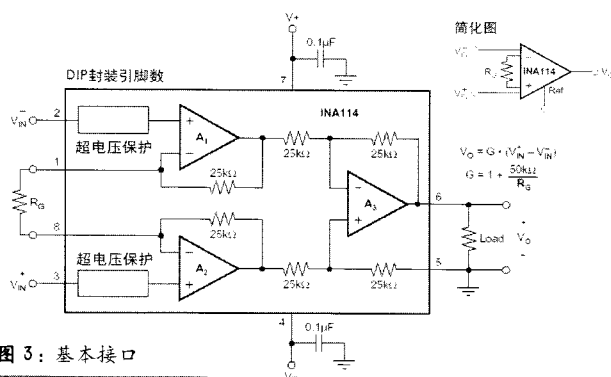 V+
0.1µF
简化图
DIP封装引脚数
7
INA114
V⁻IN
2
超电压保护
A1
25kΩ
25kΩ
25kΩ
1
RG
8
25kΩ
A3
6
超电压保护
A2
V⁺IN
3
25kΩ
25kΩ
5
Load
+
VO
-
INA114
Ref
VO = G • (V⁺IN − V⁻IN)
G = 1 + 50kΩ / RG
4
0.1µF
V−
图 3：基本接口